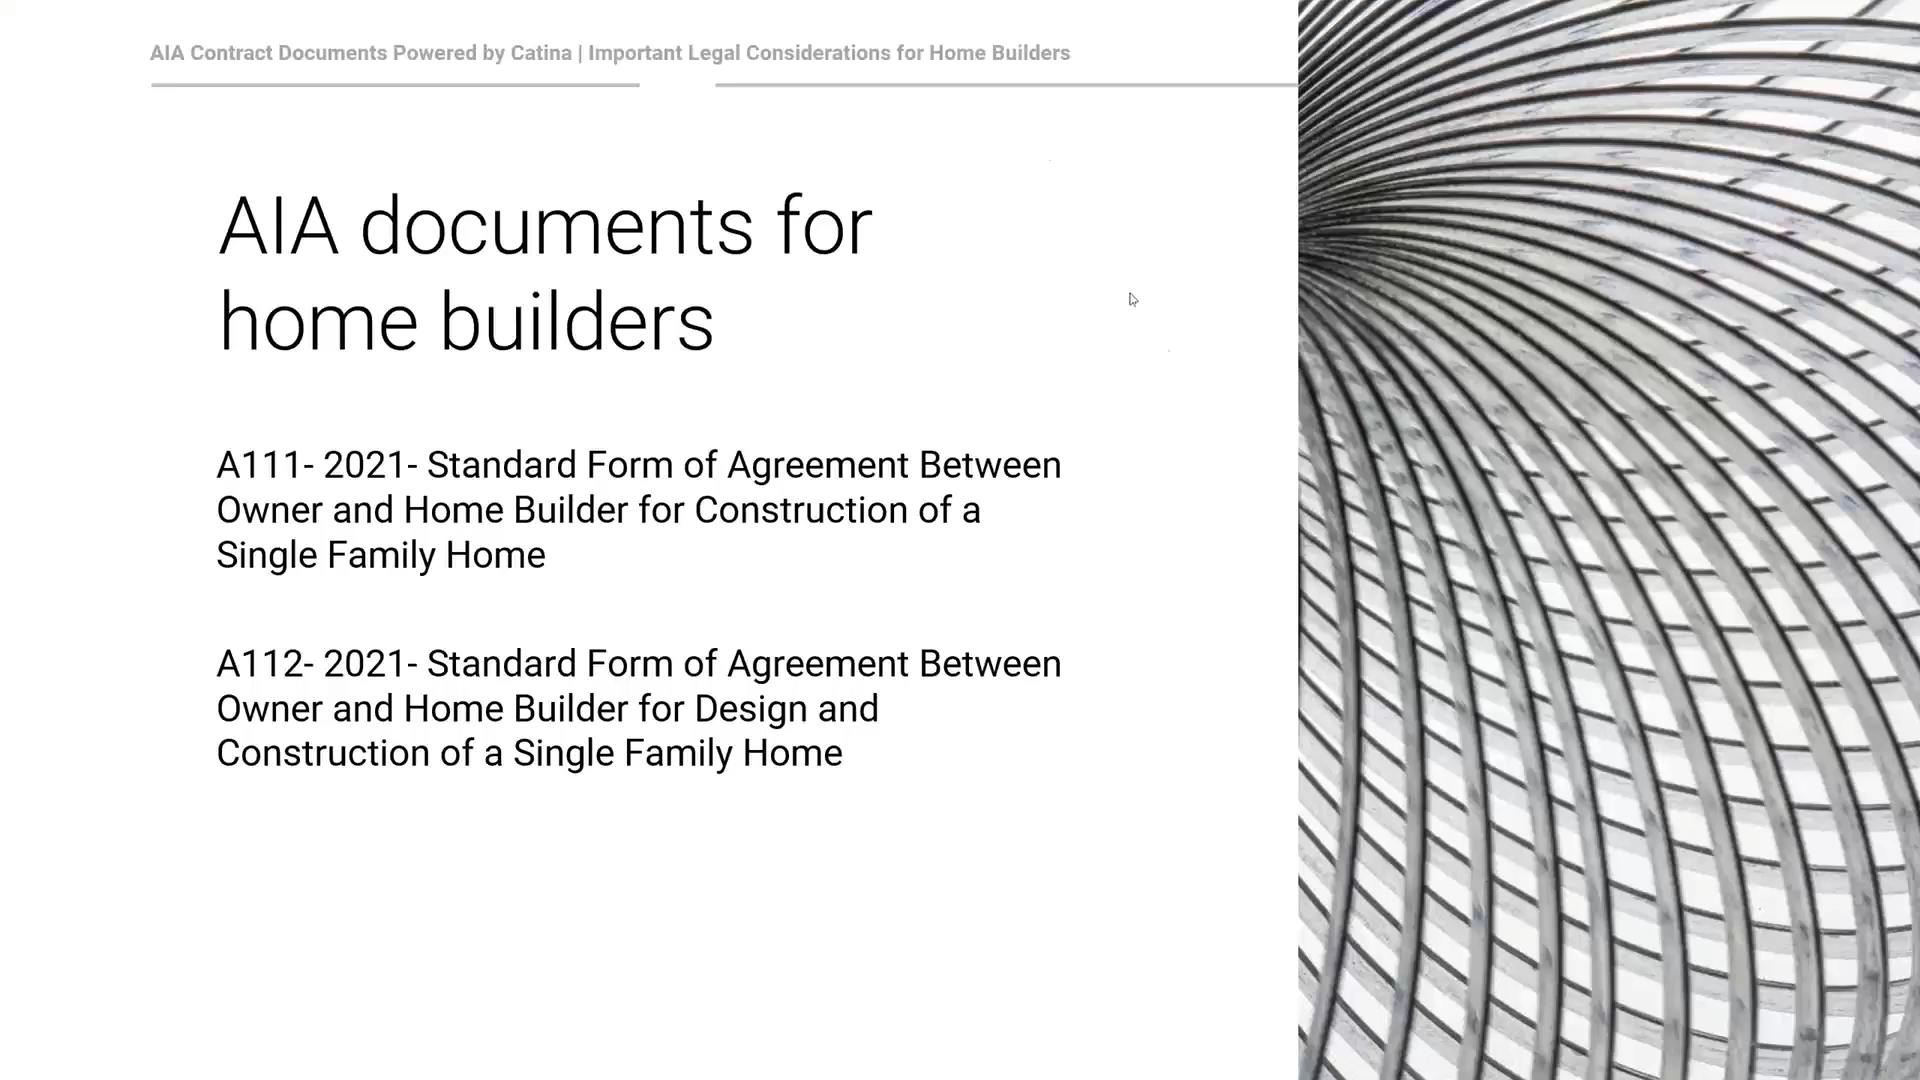 AIA Contract Documents Powered by Catina | Important Legal Considerations for Home Builders
AIA documents for
home builders
A111- 2021- Standard Form of Agreement Between
Owner and Home Builder for Construction of a
Single Family Home
A112- 2021- Standard Form of Agreement Between
Owner and Home Builder for Design and
Construction of a Single Family Home